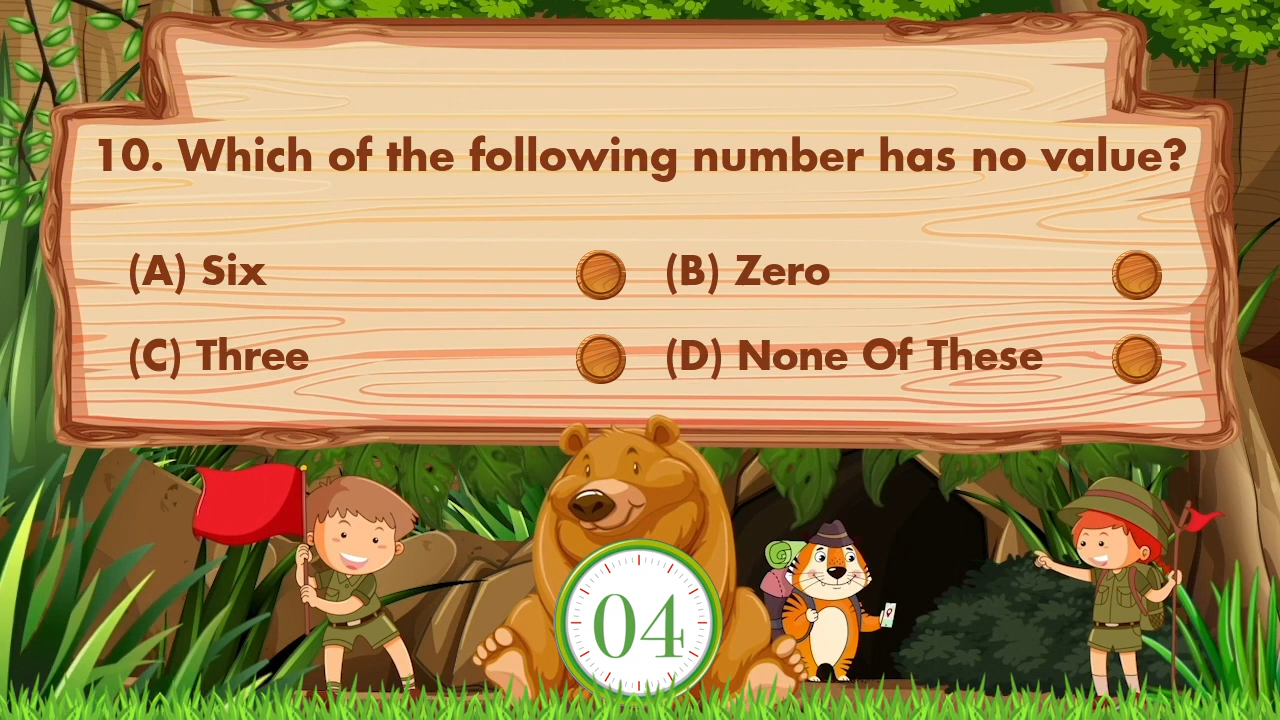 10. Which of the following number has no value?
(A) Six (B) Zero
(C) Three (D) None Of These
04